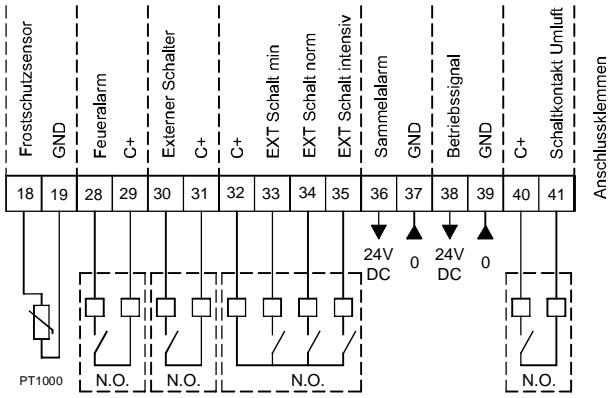 Frostschutzsensor
GND
Feueralarm
C+
Externer Schalter
C+
C+
EXT Schalt min
EXT Schalt norm
EXT Schalt intensiv
Sammelalarm
GND
Betriebssignal
GND
C+
Schaltkontakt Umluft
Anschlussklemmen
18 19 28 29 30 31 32 33 34 35 36 37 38 39 40 41
24V
DC
0
24V
DC
0
PT1000
N.O.
N.O.
N.O.
N.O.